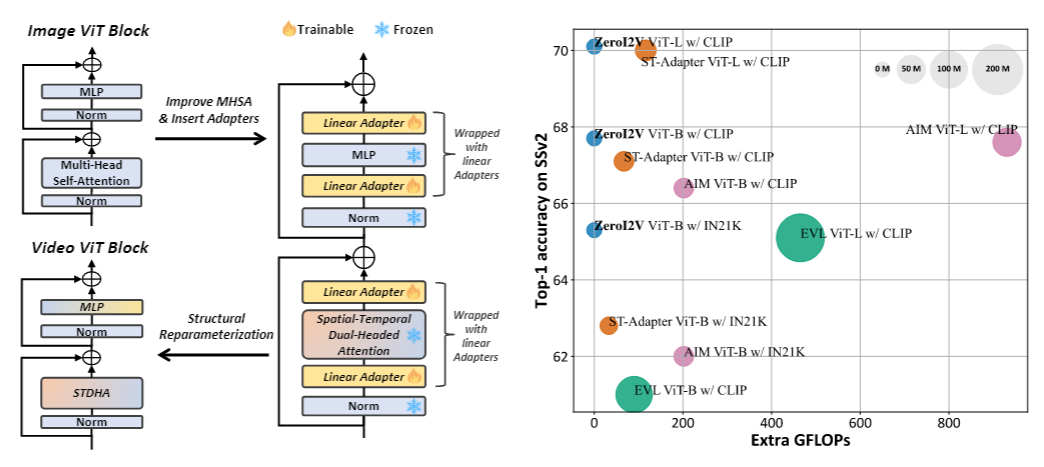 Image ViT Block
MLP
Norm
Multi-Head
Self-Attention
Norm
Improve MHSA
& Insert Adapters
Trainable
Frozen
Linear Adapter
MLP
Linear Adapter
Norm
Wrapped
with
linear
Adapters
Linear Adapter
Spatial-Temporal
Dual-Headed
Attention
Linear Adapter
Norm
Wrapped
with
linear
Adapters
Structural
Reparameterization
Video ViT Block
MLP
Norm
STDHA
Norm
Top-1 accuracy on SSv2
70
68
66
64
62
ZeroI2V ViT-L w/ CLIP
ST-Adapter ViT-L w/ CLIP
0 M
50 M
100 M
200 M
AIM ViT-L w/ CLIP
ZeroI2V ViT-B w/ CLIP
ST-Adapter ViT-B w/ CLIP
AIM ViT-B w/ CLIP
ZeroI2V ViT-B w/ IN21K
EVL ViT-L w/ CLIP
ST-Adapter ViT-B w/ IN21K
AIM ViT-B w/ IN21K
EVL ViT-B w/ CLIP
0
200
400
600
800
Extra GFLOPs